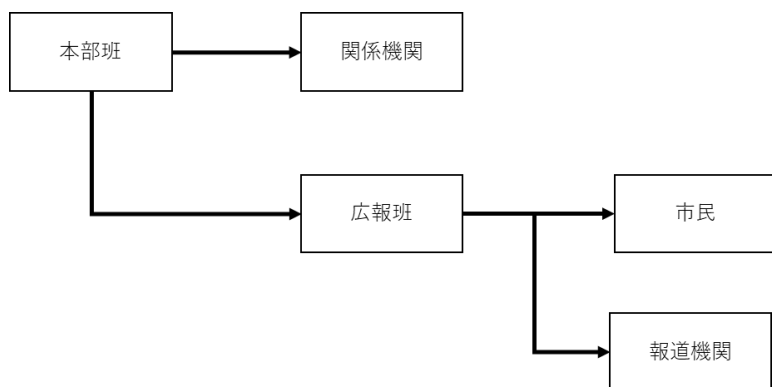 本部班
関係機関
広報班
市民
報道機関